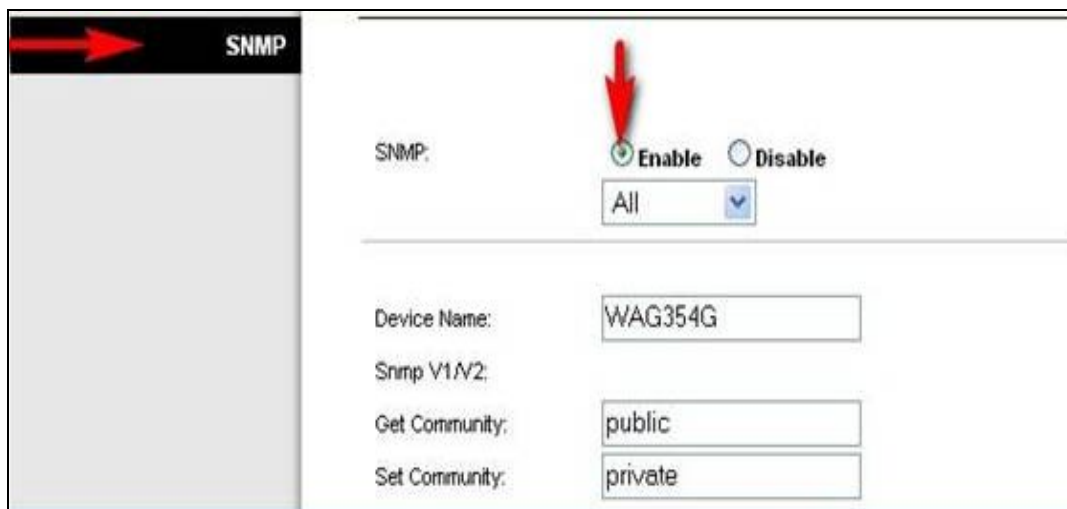 SNMP
SNMP: Enable Disable
All
Device Name: WAG354G
Snmp V1/V2:
Get Community: public
Set Community: private